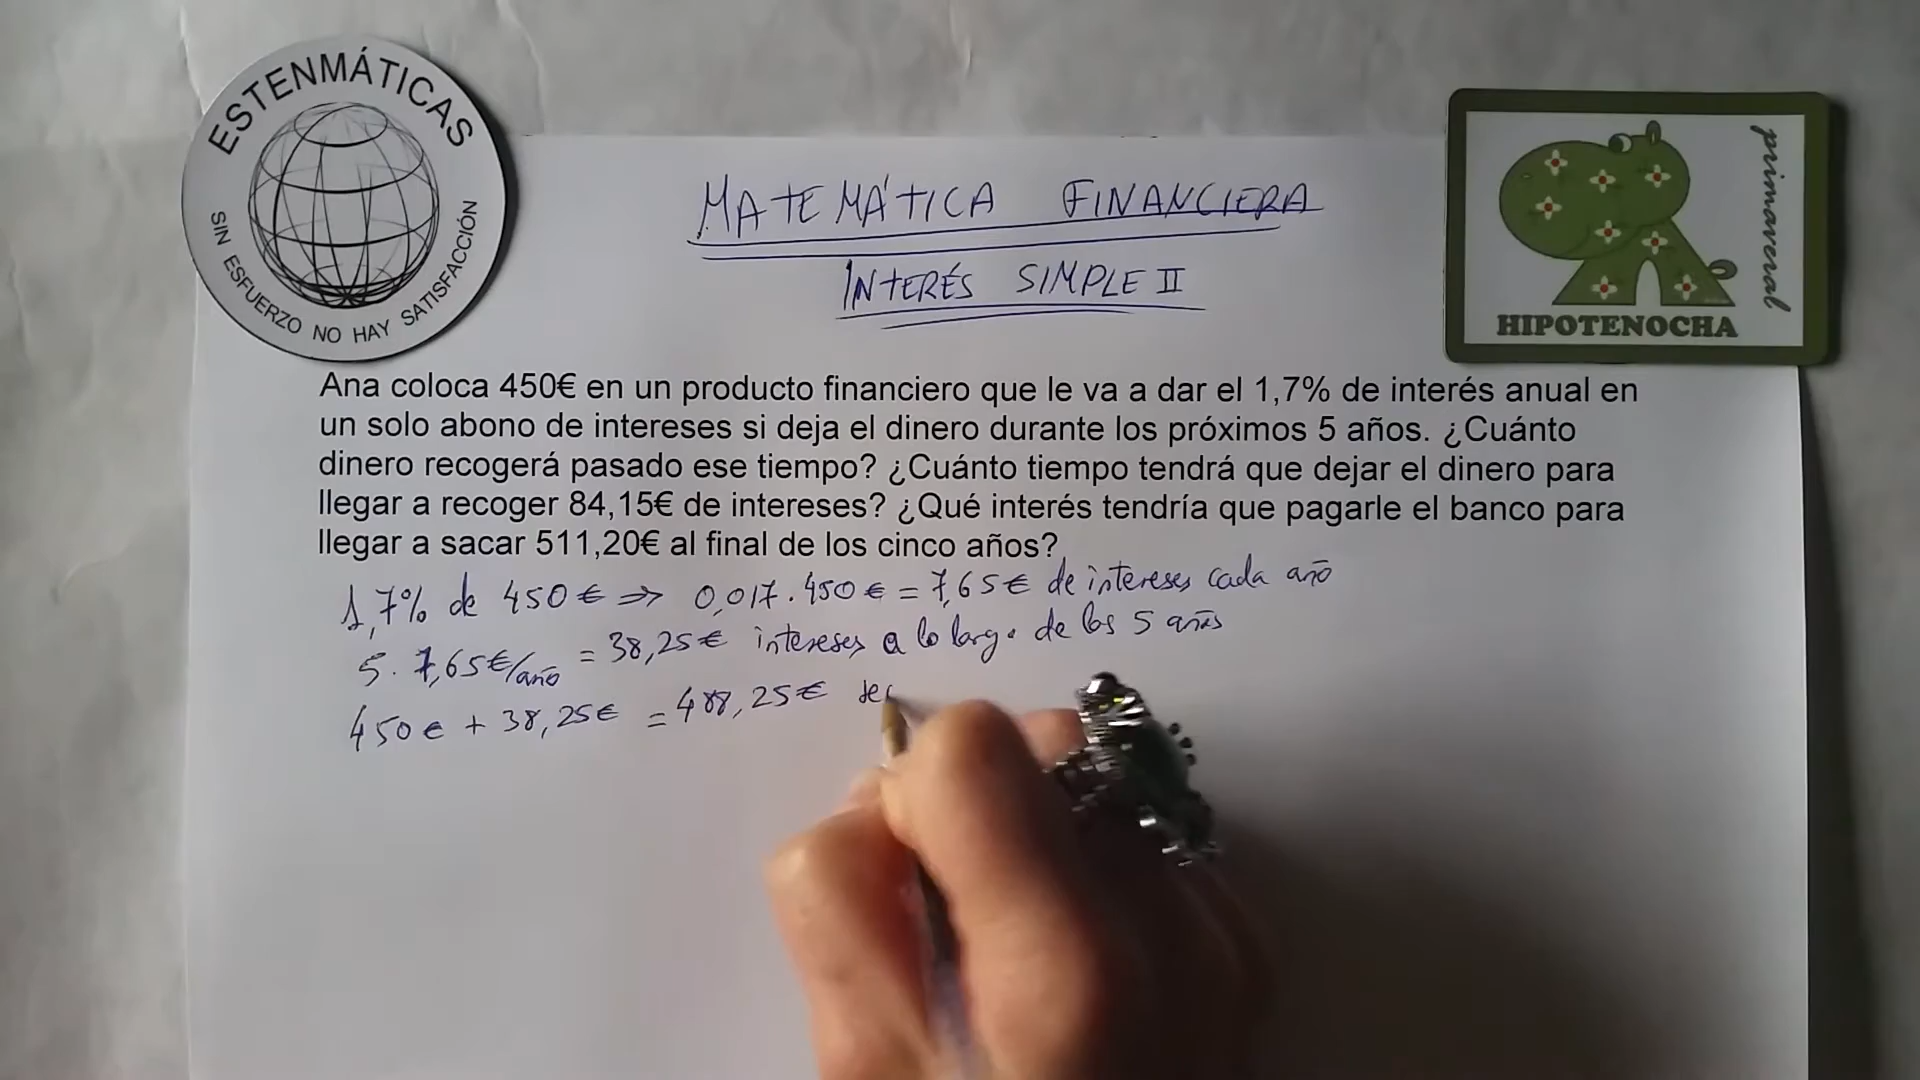 ESTENMÁTICAS
SIN ESFUERZO NO HAY SATISFACCIÓN
MATEMÁTICA FINANCIERA
INTERÉS SIMPLE II
primaveral
HIPOTENOCHA
Ana coloca 450€ en un producto financiero que le va a dar el 1,7% de interés anual en
un solo abono de intereses si deja el dinero durante los próximos 5 años. ¿Cuánto
dinero recogerá pasado ese tiempo? ¿Cuánto tiempo tendrá que dejar el dinero para
llegar a recoger 84,15€ de intereses? ¿Qué interés tendría que pagarle el banco para
llegar a sacar 511,20€ al final de los cinco años?
1,7% de 450€ ⇒ 0,017 . 450€ = 7,65€ de intereses cada año
5 . 7,65€/año = 38,25€ intereses a lo largo de los 5 años
450€ + 38,25€ = 488,25€